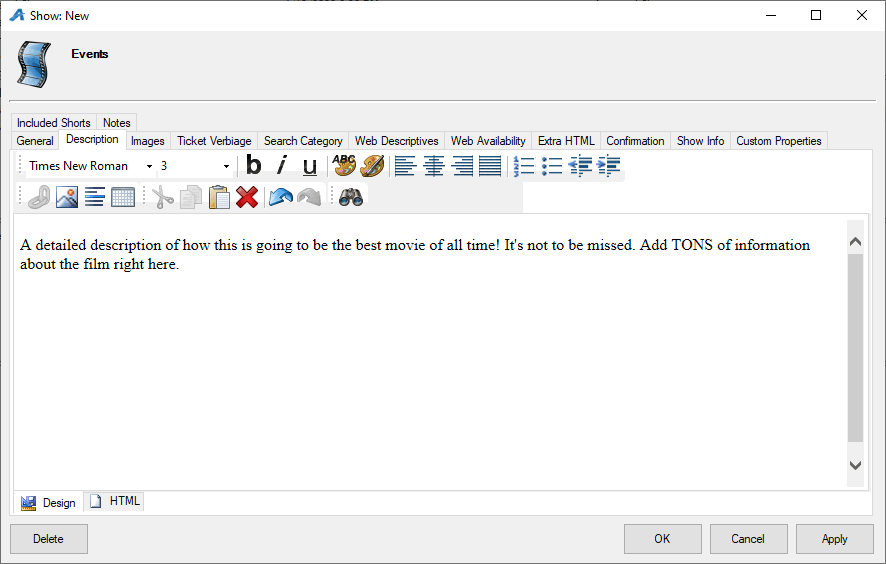 Show: New
Events
Included Shorts Notes
General Description Images Ticket Verbiage Search Category Web Descriptives Web Availability Extra HTML Confirmation Show Info Custom Properties
Times New Roman 3 b i u ABC
A detailed description of how this is going to be the best movie of all time! It's not to be missed. Add TONS of information
about the film right here.
Design HTML
Delete OK Cancel Apply